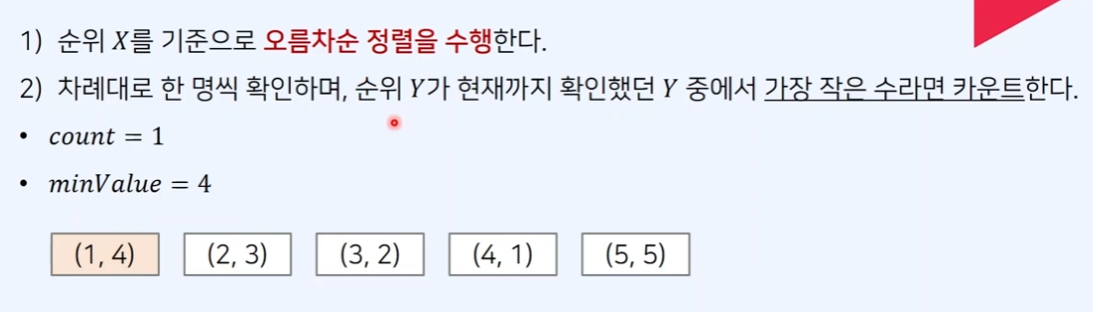 1) 순위 X를 기준으로 오름차순 정렬을 수행한다.
2) 차례대로 한 명씩 확인하며, 순위 Y가 현재까지 확인했던 Y 중에서 가장 작은 수라면 카운트한다.
• count = 1
• minValue = 4
(1, 4) (2, 3) (3, 2) (4, 1) (5, 5)